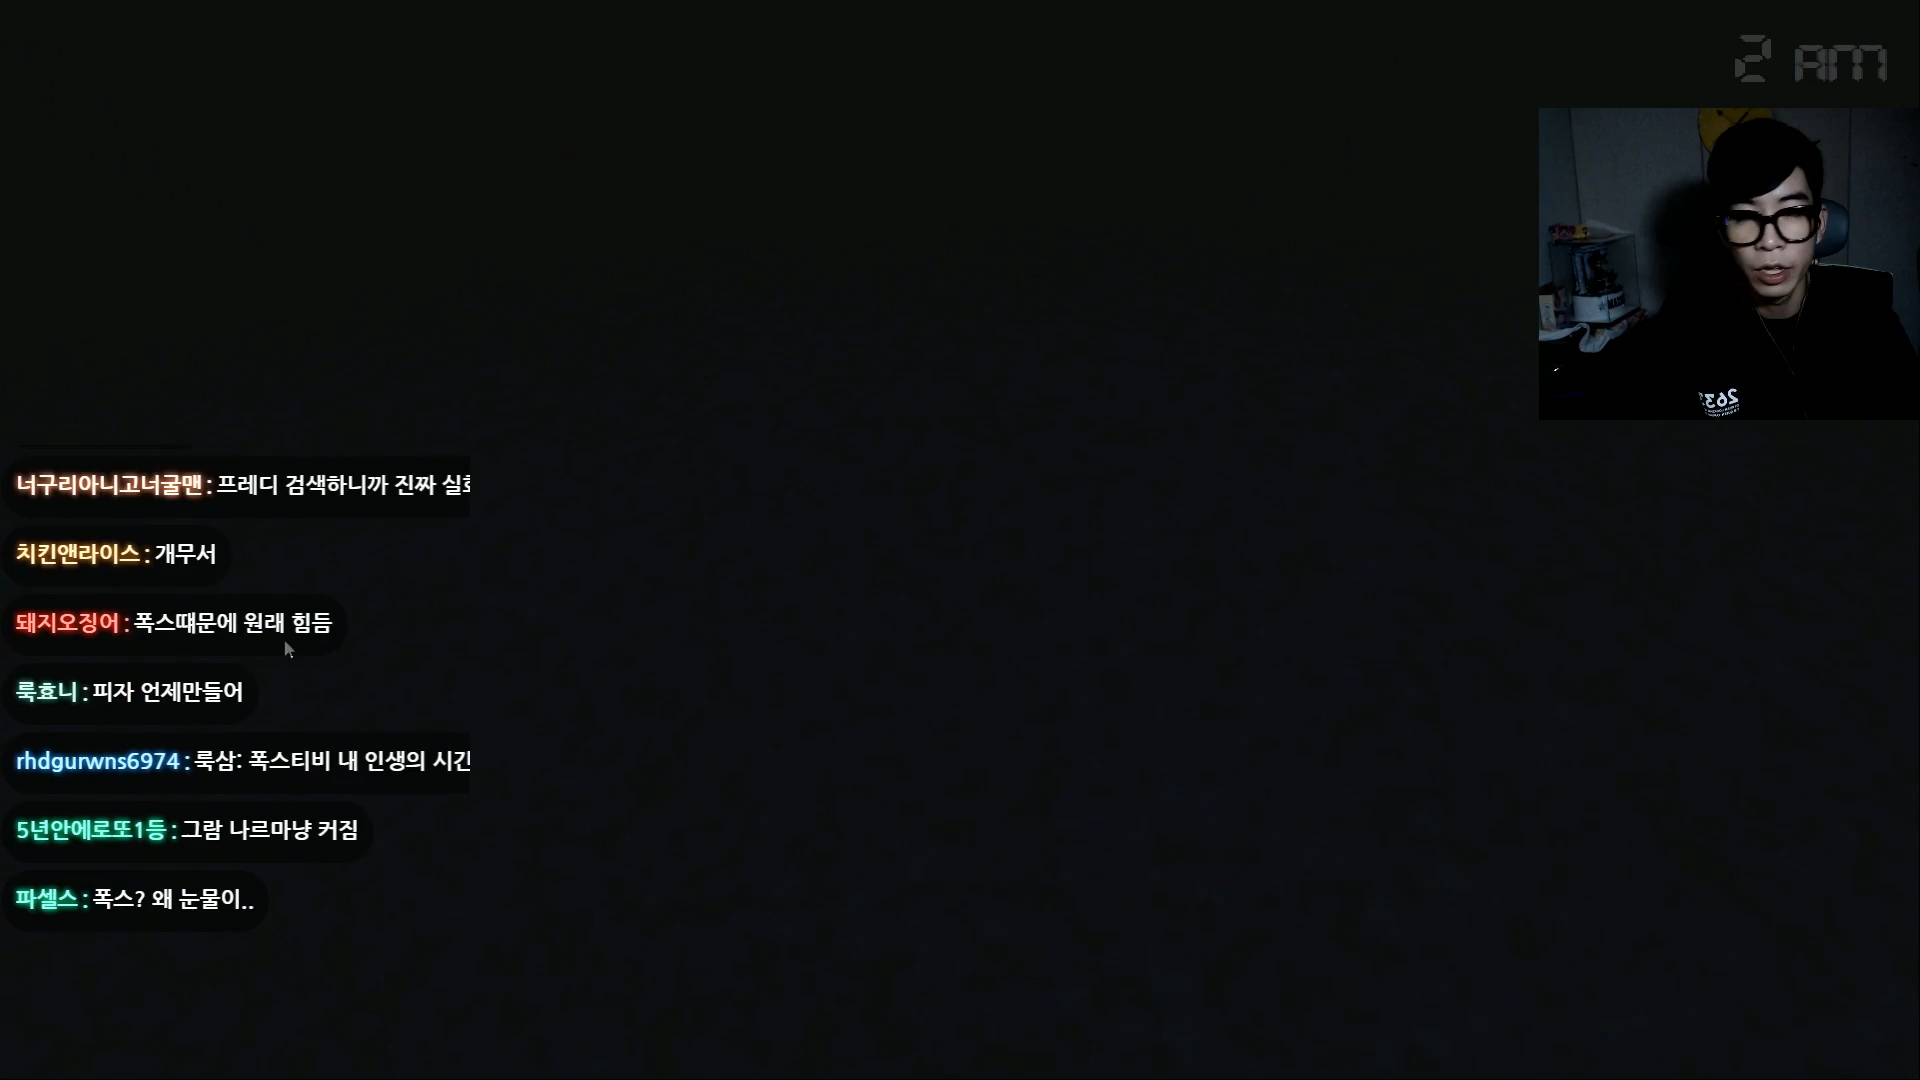 2 AM
263
너구리아니고너굴맨 : 프레디 검색하니까 진짜
치킨앤라이스 : 개무서
돼지오징어 : 폭스떄문에 원래 힘듬
룩효니 : 피자 언제만들어
rhdgurwns6974 : 룩삼: 폭스티비 내 인생의 시간
5년안에로또1등 : 그람 나르마냥 커짐
파셀스 : 폭스? 왜 눈물이..